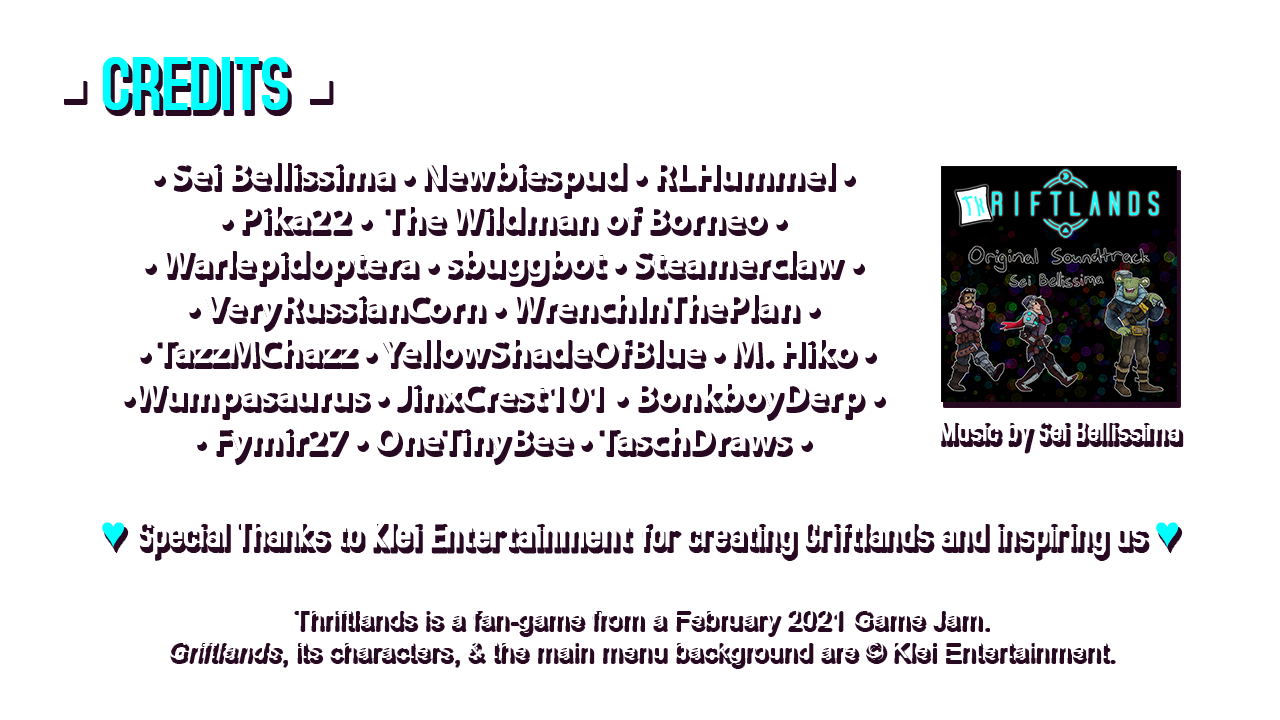 CREDITS
• Sei Bellissima • Newbiespud • RLHummel •
• Pika22 • The Wildman of Borneo •
• Warlepidoptera • sbuggbot • Steamerclaw •
• VeryRussianCorn • WrenchInThePlan •
• TazzMChazz • YellowShadeOfBlue • M. Hiko •
•Wumpasaurus • JinxCrest101 • BonkboyDerp •
• Fymir27 • OneTinyBee • TaschDraws •
THRIFTLANDS
Original Soundtrack
Sei Bellissima
Music by Sei Bellissima
♥ Special Thanks to Klei Entertainment for creating Griftlands and inspiring us ♥
Thriftlands is a fan-game from a February 2021 Game Jam.
Griftlands, its characters, & the main menu background are © Klei Entertainment.